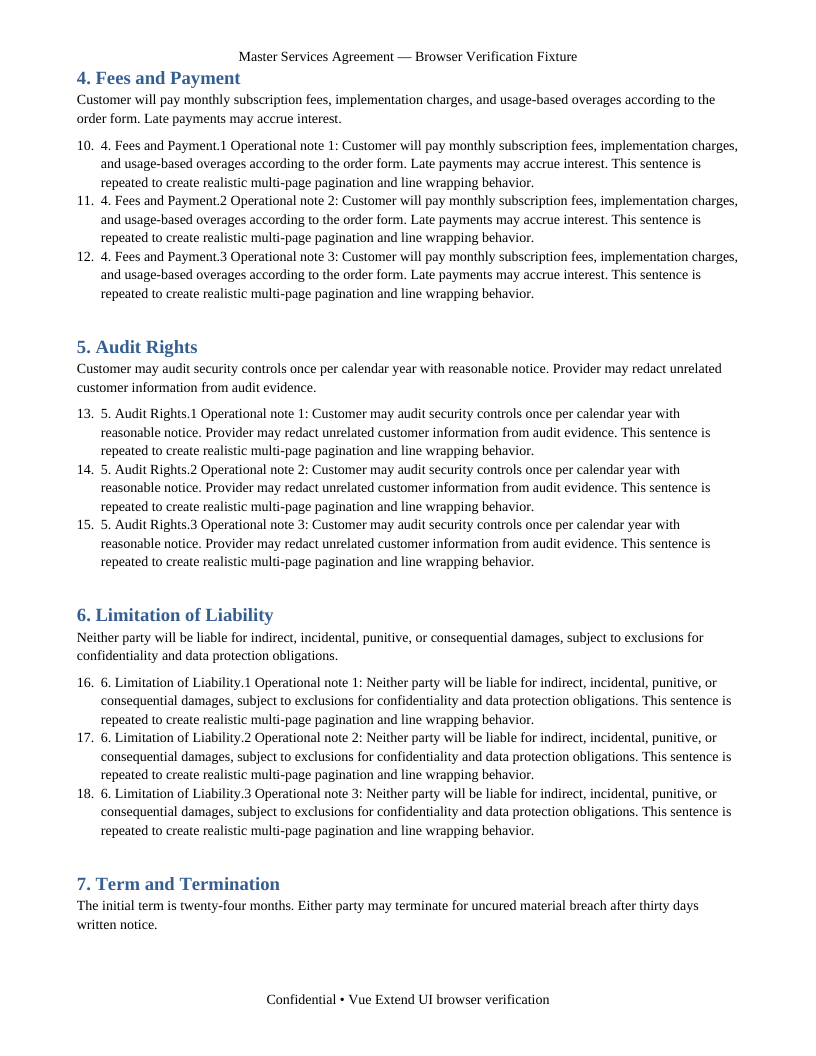 Master Services Agreement — Browser Verification Fixture
4. Fees and Payment
Customer will pay monthly subscription fees, implementation charges, and usage-based overages according to the
order form. Late payments may accrue interest.
10. 4. Fees and Payment.1 Operational note 1: Customer will pay monthly subscription fees, implementation charges,
and usage-based overages according to the order form. Late payments may accrue interest. This sentence is
repeated to create realistic multi-page pagination and line wrapping behavior.
11. 4. Fees and Payment.2 Operational note 2: Customer will pay monthly subscription fees, implementation charges,
and usage-based overages according to the order form. Late payments may accrue interest. This sentence is
repeated to create realistic multi-page pagination and line wrapping behavior.
12. 4. Fees and Payment.3 Operational note 3: Customer will pay monthly subscription fees, implementation charges,
and usage-based overages according to the order form. Late payments may accrue interest. This sentence is
repeated to create realistic multi-page pagination and line wrapping behavior.
5. Audit Rights
Customer may audit security controls once per calendar year with reasonable notice. Provider may redact unrelated
customer information from audit evidence.
13. 5. Audit Rights.1 Operational note 1: Customer may audit security controls once per calendar year with
reasonable notice. Provider may redact unrelated customer information from audit evidence. This sentence is
repeated to create realistic multi-page pagination and line wrapping behavior.
14. 5. Audit Rights.2 Operational note 2: Customer may audit security controls once per calendar year with
reasonable notice. Provider may redact unrelated customer information from audit evidence. This sentence is
repeated to create realistic multi-page pagination and line wrapping behavior.
15. 5. Audit Rights.3 Operational note 3: Customer may audit security controls once per calendar year with
reasonable notice. Provider may redact unrelated customer information from audit evidence. This sentence is
repeated to create realistic multi-page pagination and line wrapping behavior.
6. Limitation of Liability
Neither party will be liable for indirect, incidental, punitive, or consequential damages, subject to exclusions for
confidentiality and data protection obligations.
16. 6. Limitation of Liability.1 Operational note 1: Neither party will be liable for indirect, incidental, punitive, or
consequential damages, subject to exclusions for confidentiality and data protection obligations. This sentence is
repeated to create realistic multi-page pagination and line wrapping behavior.
17. 6. Limitation of Liability.2 Operational note 2: Neither party will be liable for indirect, incidental, punitive, or
consequential damages, subject to exclusions for confidentiality and data protection obligations. This sentence is
repeated to create realistic multi-page pagination and line wrapping behavior.
18. 6. Limitation of Liability.3 Operational note 3: Neither party will be liable for indirect, incidental, punitive, or
consequential damages, subject to exclusions for confidentiality and data protection obligations. This sentence is
repeated to create realistic multi-page pagination and line wrapping behavior.
7. Term and Termination
The initial term is twenty-four months. Either party may terminate for uncured material breach after thirty days
written notice.
Confidential • Vue Extend UI browser verification